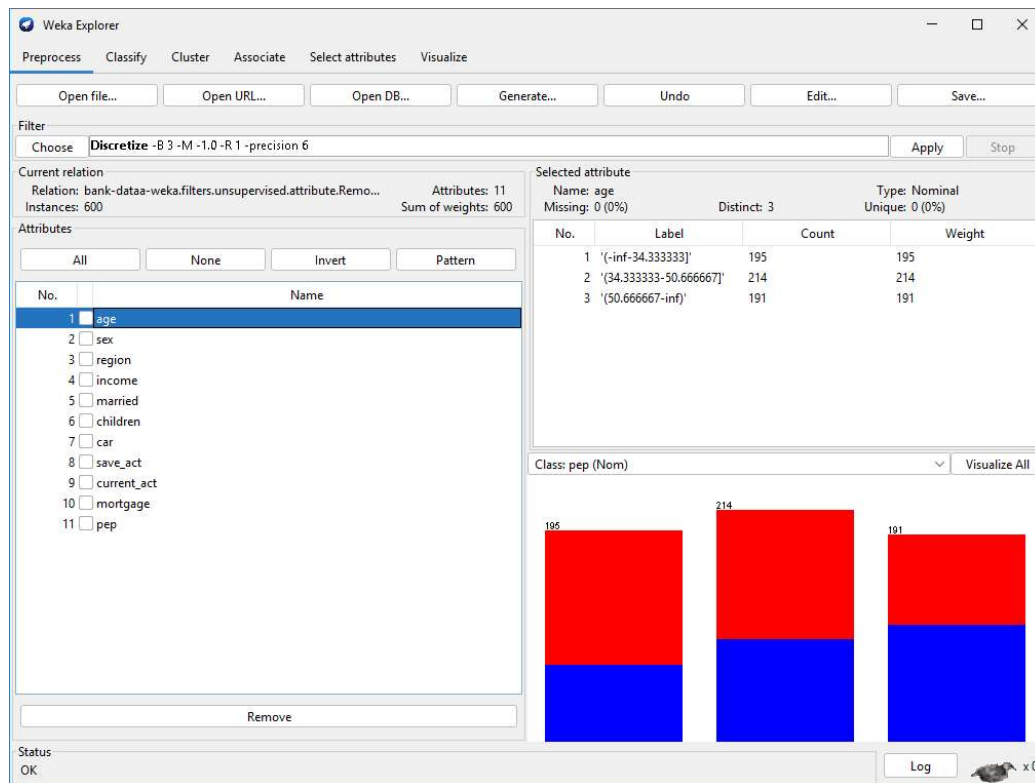 Weka Explorer
Preprocess Classify Cluster Associate Select attributes Visualize
Open file... Open URL... Open DB... Generate... Undo Edit... Save...
Filter
Choose Discretize -B 3 -M -1.0 -R 1 -precision 6 Apply Stop
Current relation
Relation: bank-dataa-weka.filters.unsupervised.attribute.Remo... Attributes: 11
Instances: 600 Sum of weights: 600
Selected attribute
Name: age Type: Nominal
Missing: 0 (0%) Distinct: 3 Unique: 0 (0%)
No. Label Count Weight
1 '(-inf-34.333333]' 195 195
2 '(34.333333-50.666667]' 214 214
3 '(50.666667-inf)' 191 191
Attributes
All None Invert Pattern
No. Name
1 age
2 sex
3 region
4 income
5 married
6 children
7 car
8 save_act
9 current_act
10 mortgage
11 pep
Remove
Class: pep (Nom) Visualize All
195
214
191
Status
OK
Log